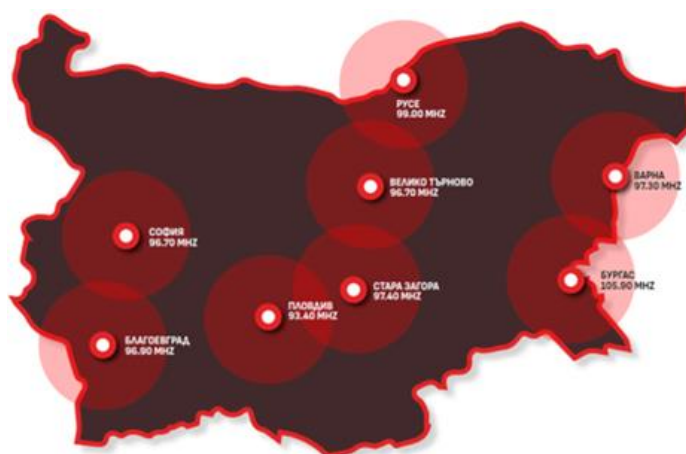 РУСЕ
99.00 MHZ
ВЕЛИКО ТЪРНОВО
96.70 MHZ
ВАРНА
97.30 MHZ
СОФИЯ
96.70 MHZ
БУРГАС
105.90 MHZ
СТАРА ЗАГОРА
97.40 MHZ
ПЛОВДИВ
93.40 MHZ
БЛАГОЕВГРАД
96.90 MHZ